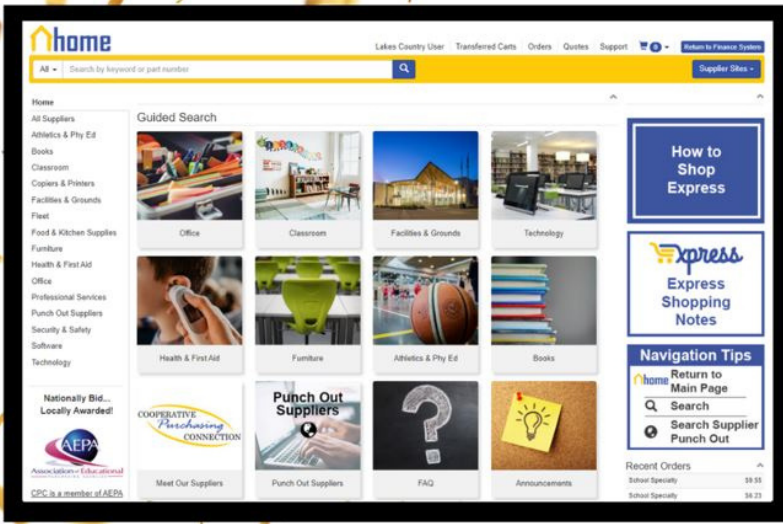 home
Lakes Country User Transferred Carts Orders Quotes Support 0 Return to Finance System
All Search by keyword or part number
Supplier Sites
Home
All Suppliers
Athletics & Phy Ed
Books
Classroom
Copiers & Printers
Facilities & Grounds
Fleet
Food & Kitchen Supplies
Furniture
Health & First Aid
Office
Professional Services
Punch Out Suppliers
Security & Safety
Software
Technology
Nationally Bid...
Locally Awarded!
AEPA
Association of Educational
CPC is a member of AEPA
Guided Search
Office
Classroom
Facilities & Grounds
Technology
Health & First Aid
Furniture
Athletics & Phy Ed
Books
COOPERATIVE
Purchasing
CONNECTION
Meet Our Suppliers
Punch Out
Suppliers
Punch Out Suppliers
FAQ
Announcements
How to
Shop
Express
Xpress
Express
Shopping
Notes
Navigation Tips
home Return to
Main Page
Search
Search Supplier
Punch Out
Recent Orders
School Specialty $8.55
School Specialty $6.23